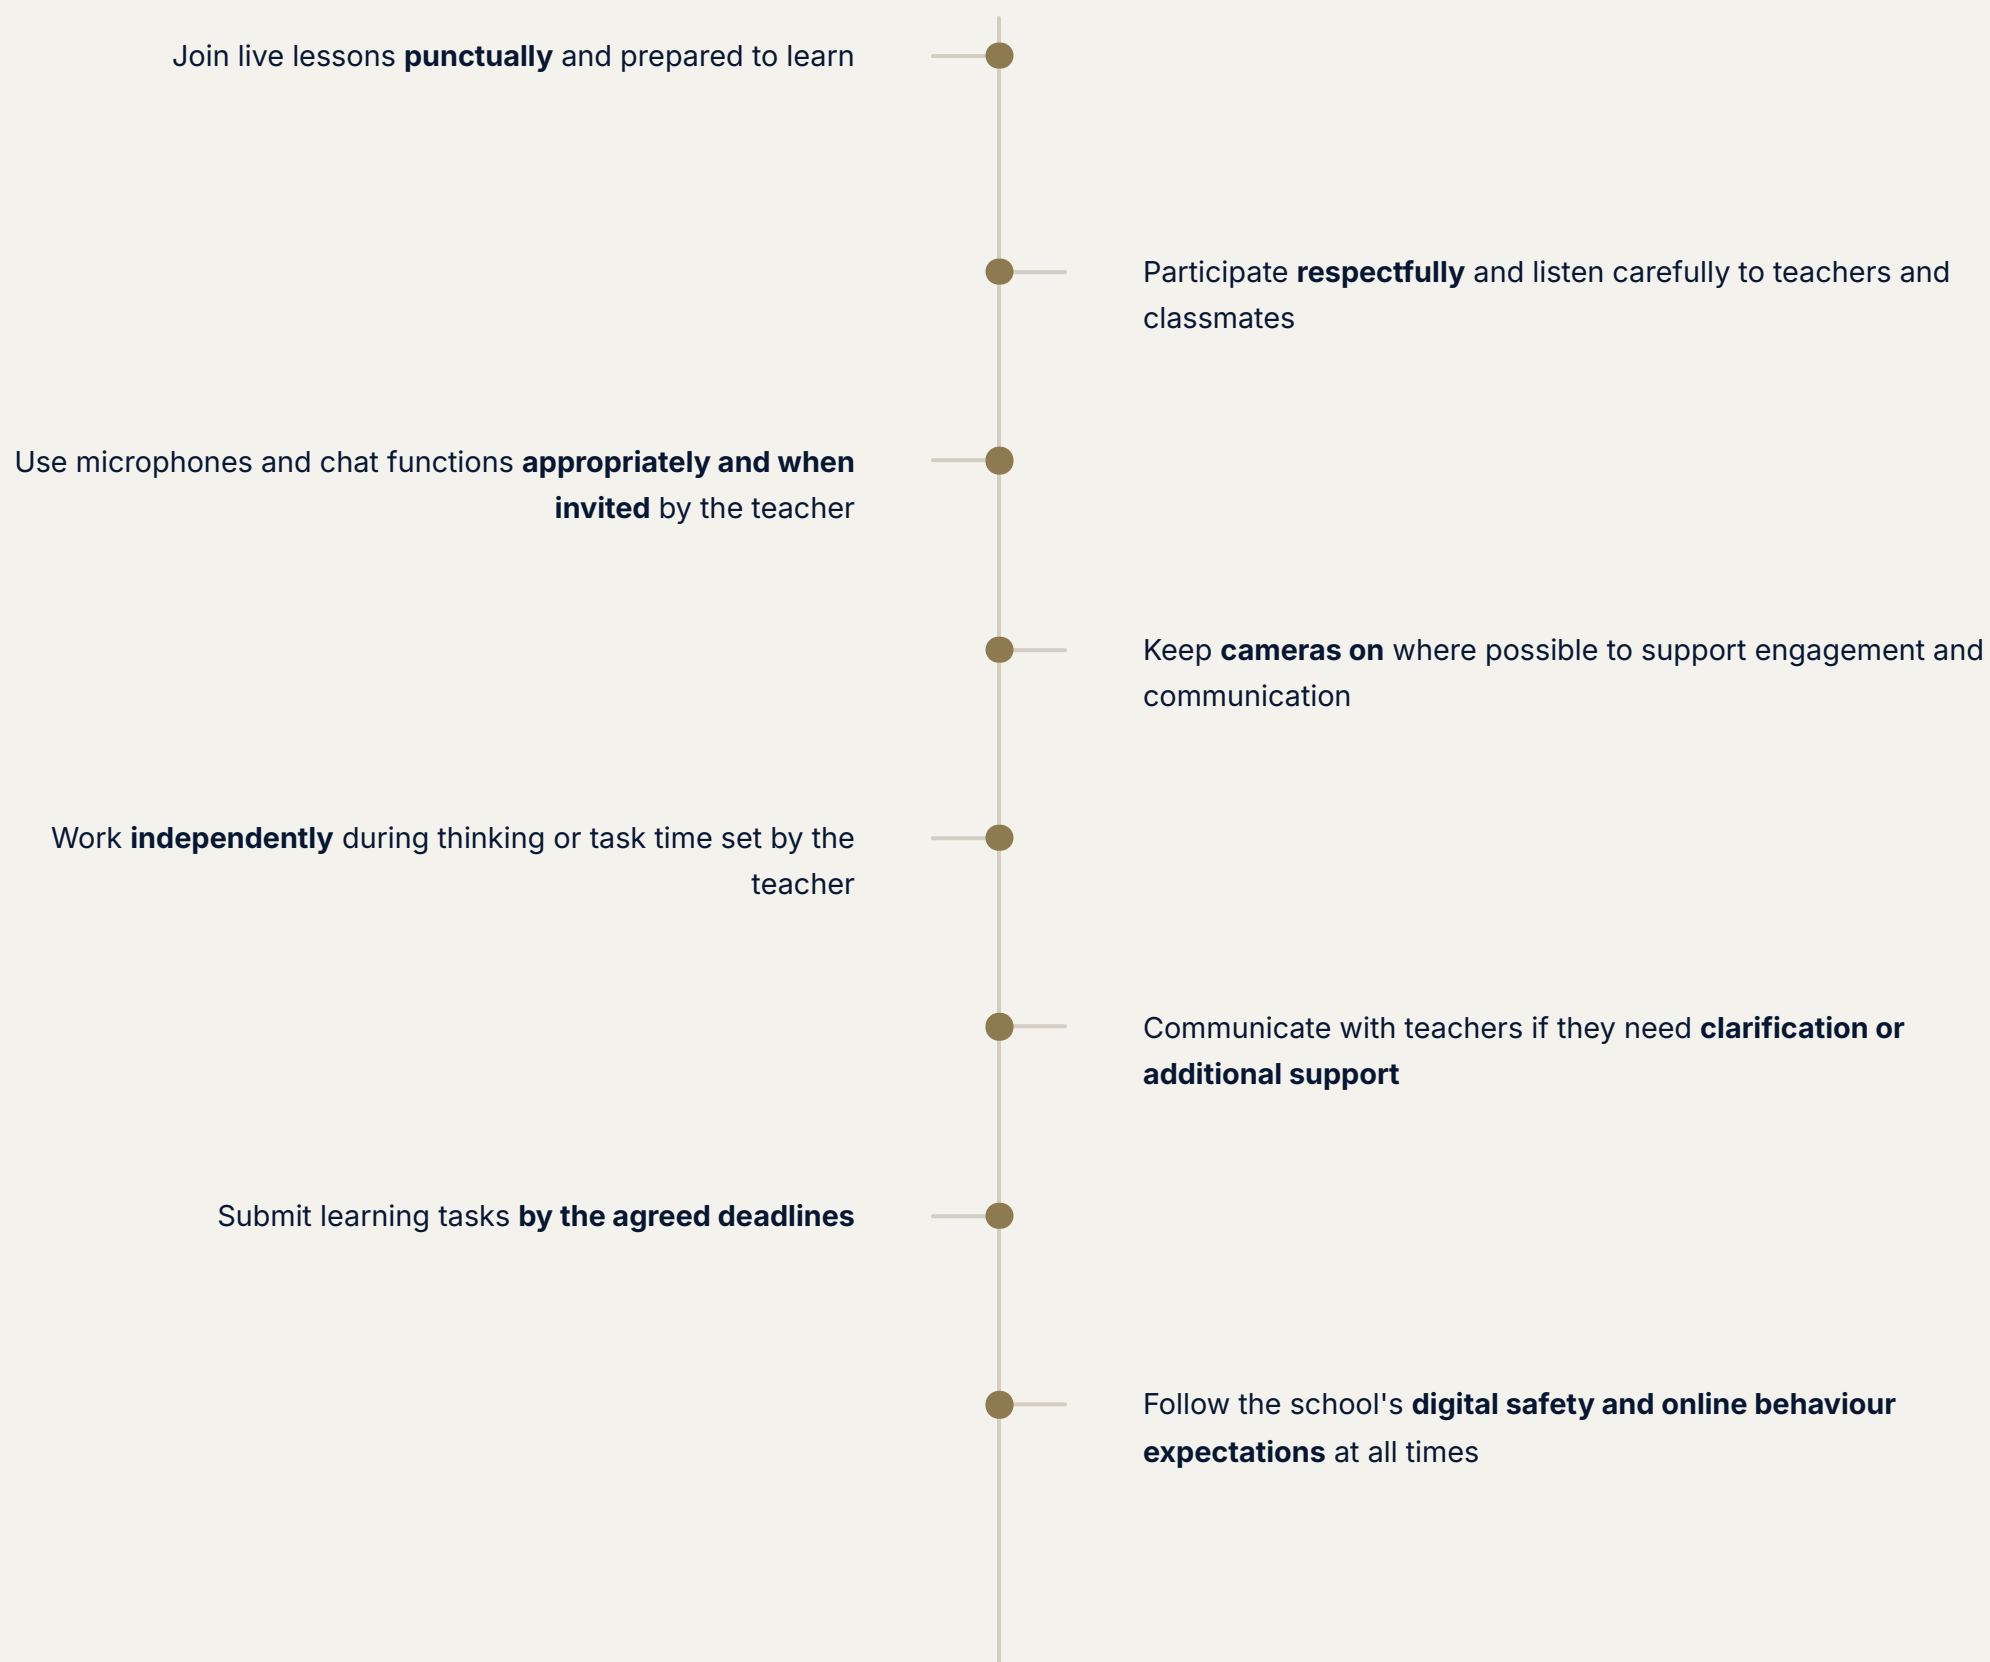 Join live lessons punctually and prepared to learn
Participate respectfully and listen carefully to teachers and
classmates
Use microphones and chat functions appropriately and when
invited by the teacher
Keep cameras on where possible to support engagement and
communication
Work independently during thinking or task time set by the
teacher
Communicate with teachers if they need clarification or
additional support
Submit learning tasks by the agreed deadlines
Follow the school's digital safety and online behaviour
expectations at all times